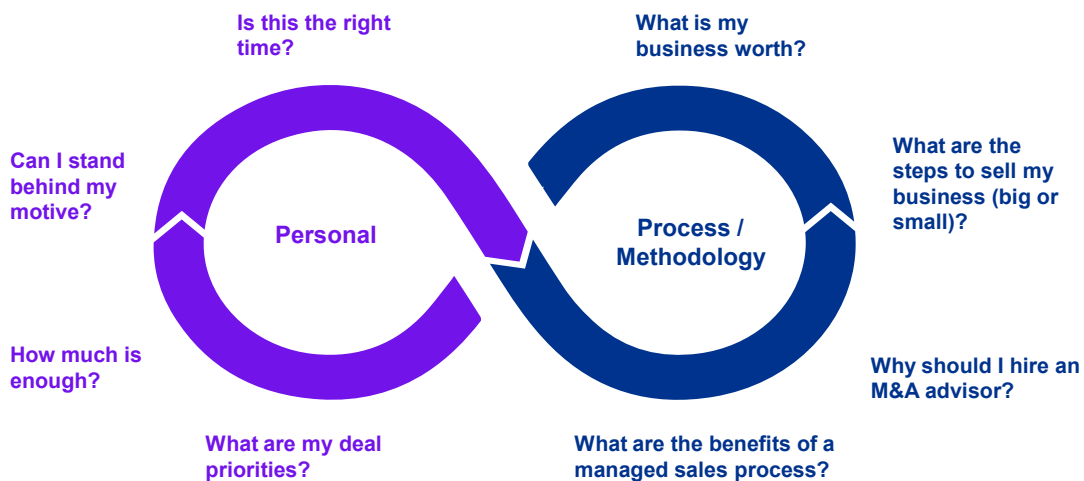 Is this the right
time?
What is my
business worth?
Can I stand
behind my
motive?
What are the
steps to sell my
business (big or
small)?
Personal
Process /
Methodology
How much is
enough?
Why should I hire an
M&A advisor?
What are my deal
priorities?
What are the benefits of a
managed sales process?